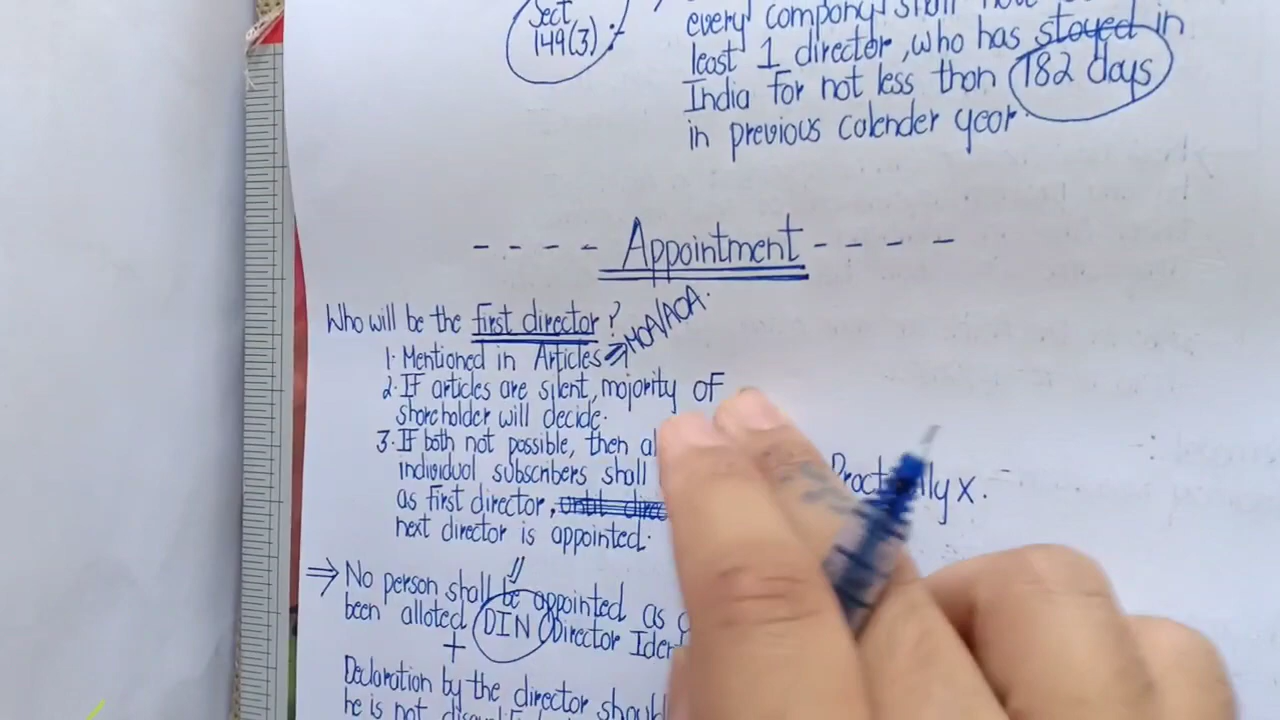 Sect
149(3) :-
every company shall
least 1 director, who has stayed in
India for not less than 182 days
in previous calender year.
- - - - Appointment - - - -
Who will be the first director?
1. Mentioned in Articles ⇒ MOA/AOA.
2. If articles are silent, majority of
shareholder will decide.
3. If both not possible, then
individual subscribers shall
as first director,
next director is appointed.
Practically x.
⇒ No person shall be appointed as
been alloted DIN (Director
+
Declaration by the director should
he is not